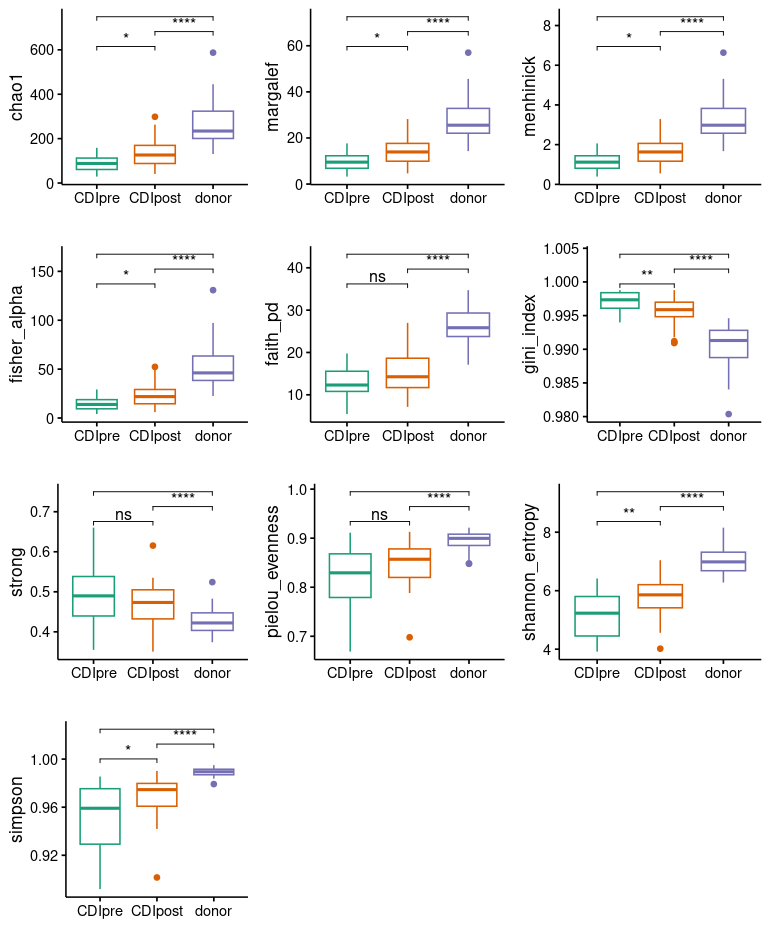 chao1
600
400
200
0
*
****
CDIpre CDIpost donor
margalef
60
40
20
0
*
****
CDIpre CDIpost donor
menhinick
8
6
4
2
0
*
****
CDIpre CDIpost donor
fisher_alpha
150
100
50
0
*
****
CDIpre CDIpost donor
faith_pd
40
30
20
10
ns
****
CDIpre CDIpost donor
gini_index
1.005
1.000
0.995
0.990
0.985
0.980
**
****
CDIpre CDIpost donor
strong
0.7
0.6
0.5
0.4
ns
****
CDIpre CDIpost donor
pielou_evenness
1.0
0.9
0.8
0.7
ns
****
CDIpre CDIpost donor
shannon_entropy
8
6
4
**
****
CDIpre CDIpost donor
simpson
1.00
0.96
0.92
*
****
CDIpre CDIpost donor